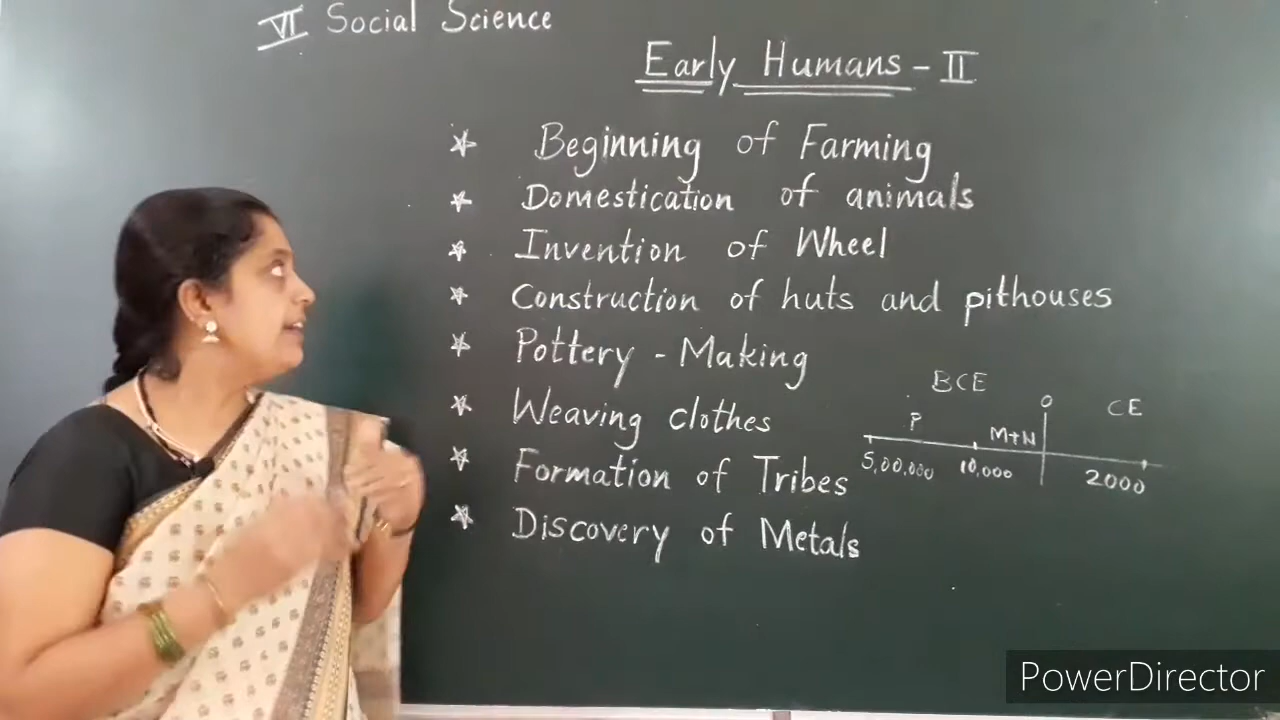 VI Social Science
Early Humans - II
Beginning of Farming
Domestication of animals
Invention of Wheel
Construction of huts and pithouses
Pottery - Making
Weaving clothes
Formation of Tribes
Discovery of Metals
BCE 0 CE
P M+N
5,00,000 10,000 2000
PowerDirector